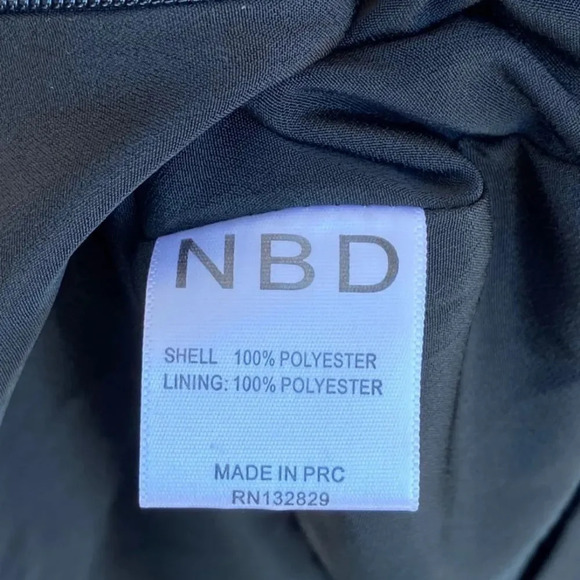 NBD
SHELL 100% POLYESTER
LINING: 100% POLYESTER
MADE IN PRC
RN132829